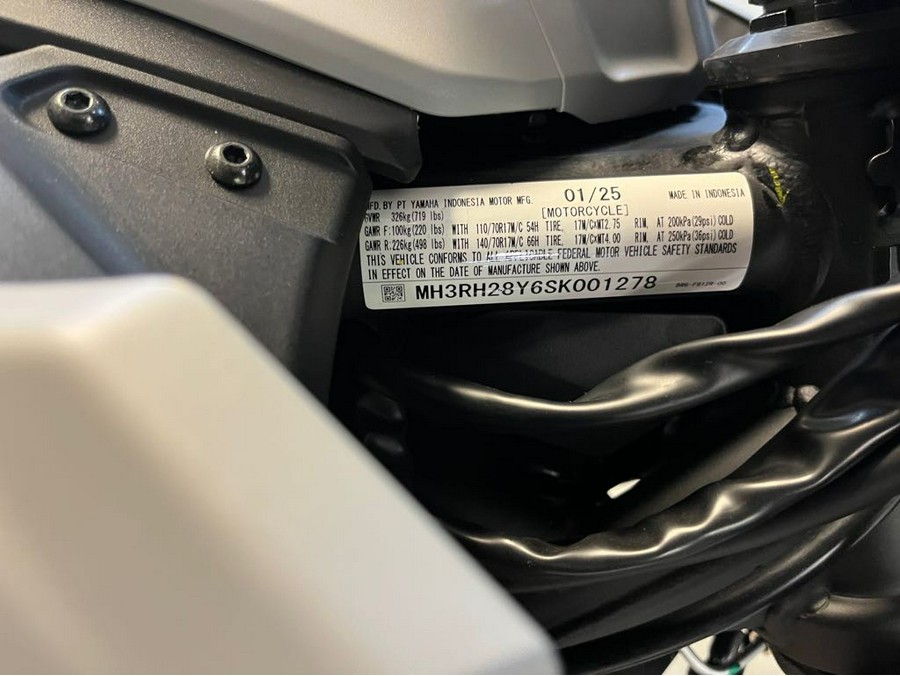 MFD. BY PT YAMAHA INDONESIA MOTOR MFG. 01/25 MADE IN INDONESIA
GVWR 326kg(719 lbs) [MOTORCYCLE]
GAWR F:100kg(220 lbs) WITH 110/70R17M/C 54H TIRE, 17M/C×MT2.75 RIM, AT 200kPa(29psi) COLD
GAWR R:226kg(498 lbs) WITH 140/70R17M/C 66H TIRE, 17M/C×MT4.00 RIM, AT 250kPa(36psi) COLD
THIS VEHICLE CONFORMS TO ALL APPLICABLE FEDERAL MOTOR VEHICLE SAFETY STANDARDS
IN EFFECT ON THE DATE OF MANUFACTURE SHOWN ABOVE.
MH3RH28Y6SK001278